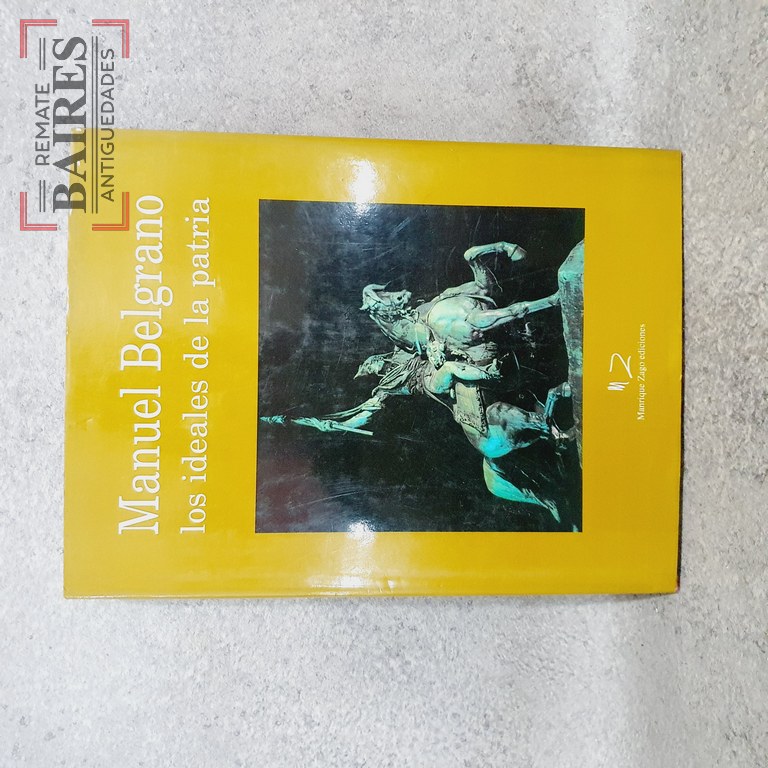 REMATE
BAIRES
ANTIGUEDADES
Manuel Belgrano
los ideales de la patria
Manrique Zago ediciones